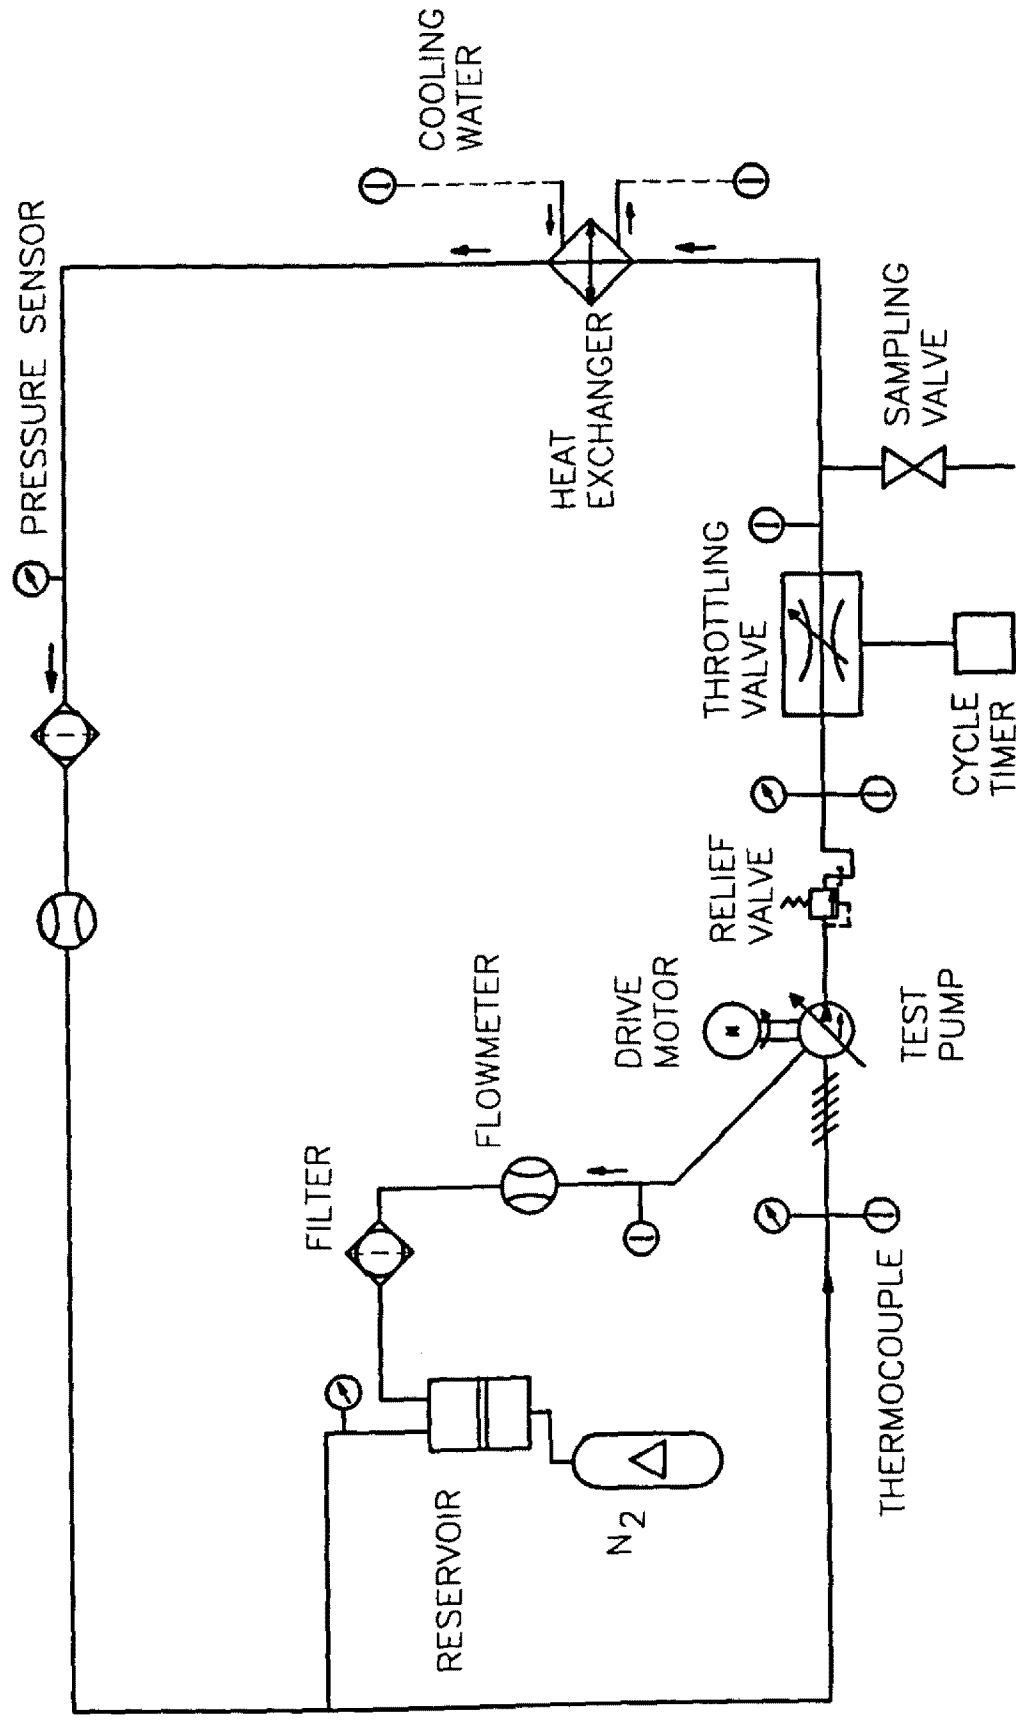 PRESSURE SENSOR
COOLING
WATER
HEAT
EXCHANGER
SAMPLING
VALVE
THROTTLING
VALVE
CYCLE
TIMER
RELIEF
VALVE
DRIVE
MOTOR
M
TEST
PUMP
FLOWMETER
FILTER
THERMOCOUPLE
RESERVOIR
N2